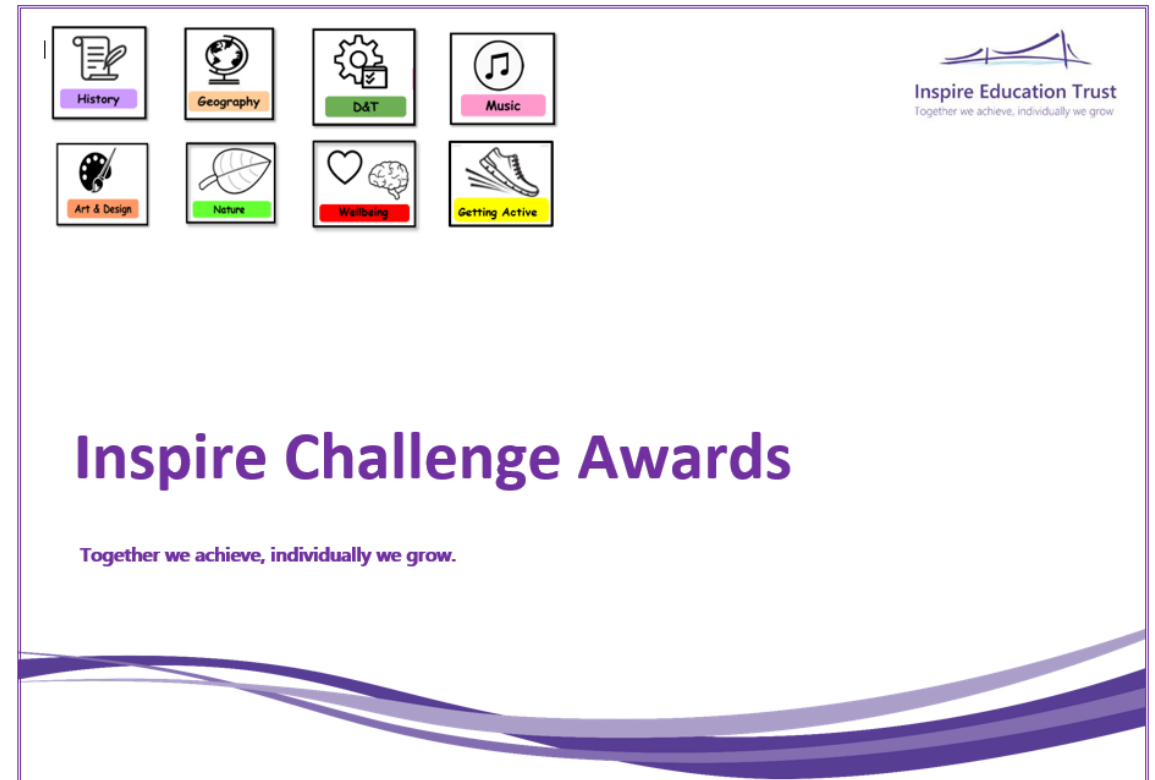 History
Geography
D&T
Music
Inspire Education Trust
Together we achieve, individually we grow
Art & Design
Nature
Wellbeing
Getting Active
Inspire Challenge Awards
Together we achieve, individually we grow.